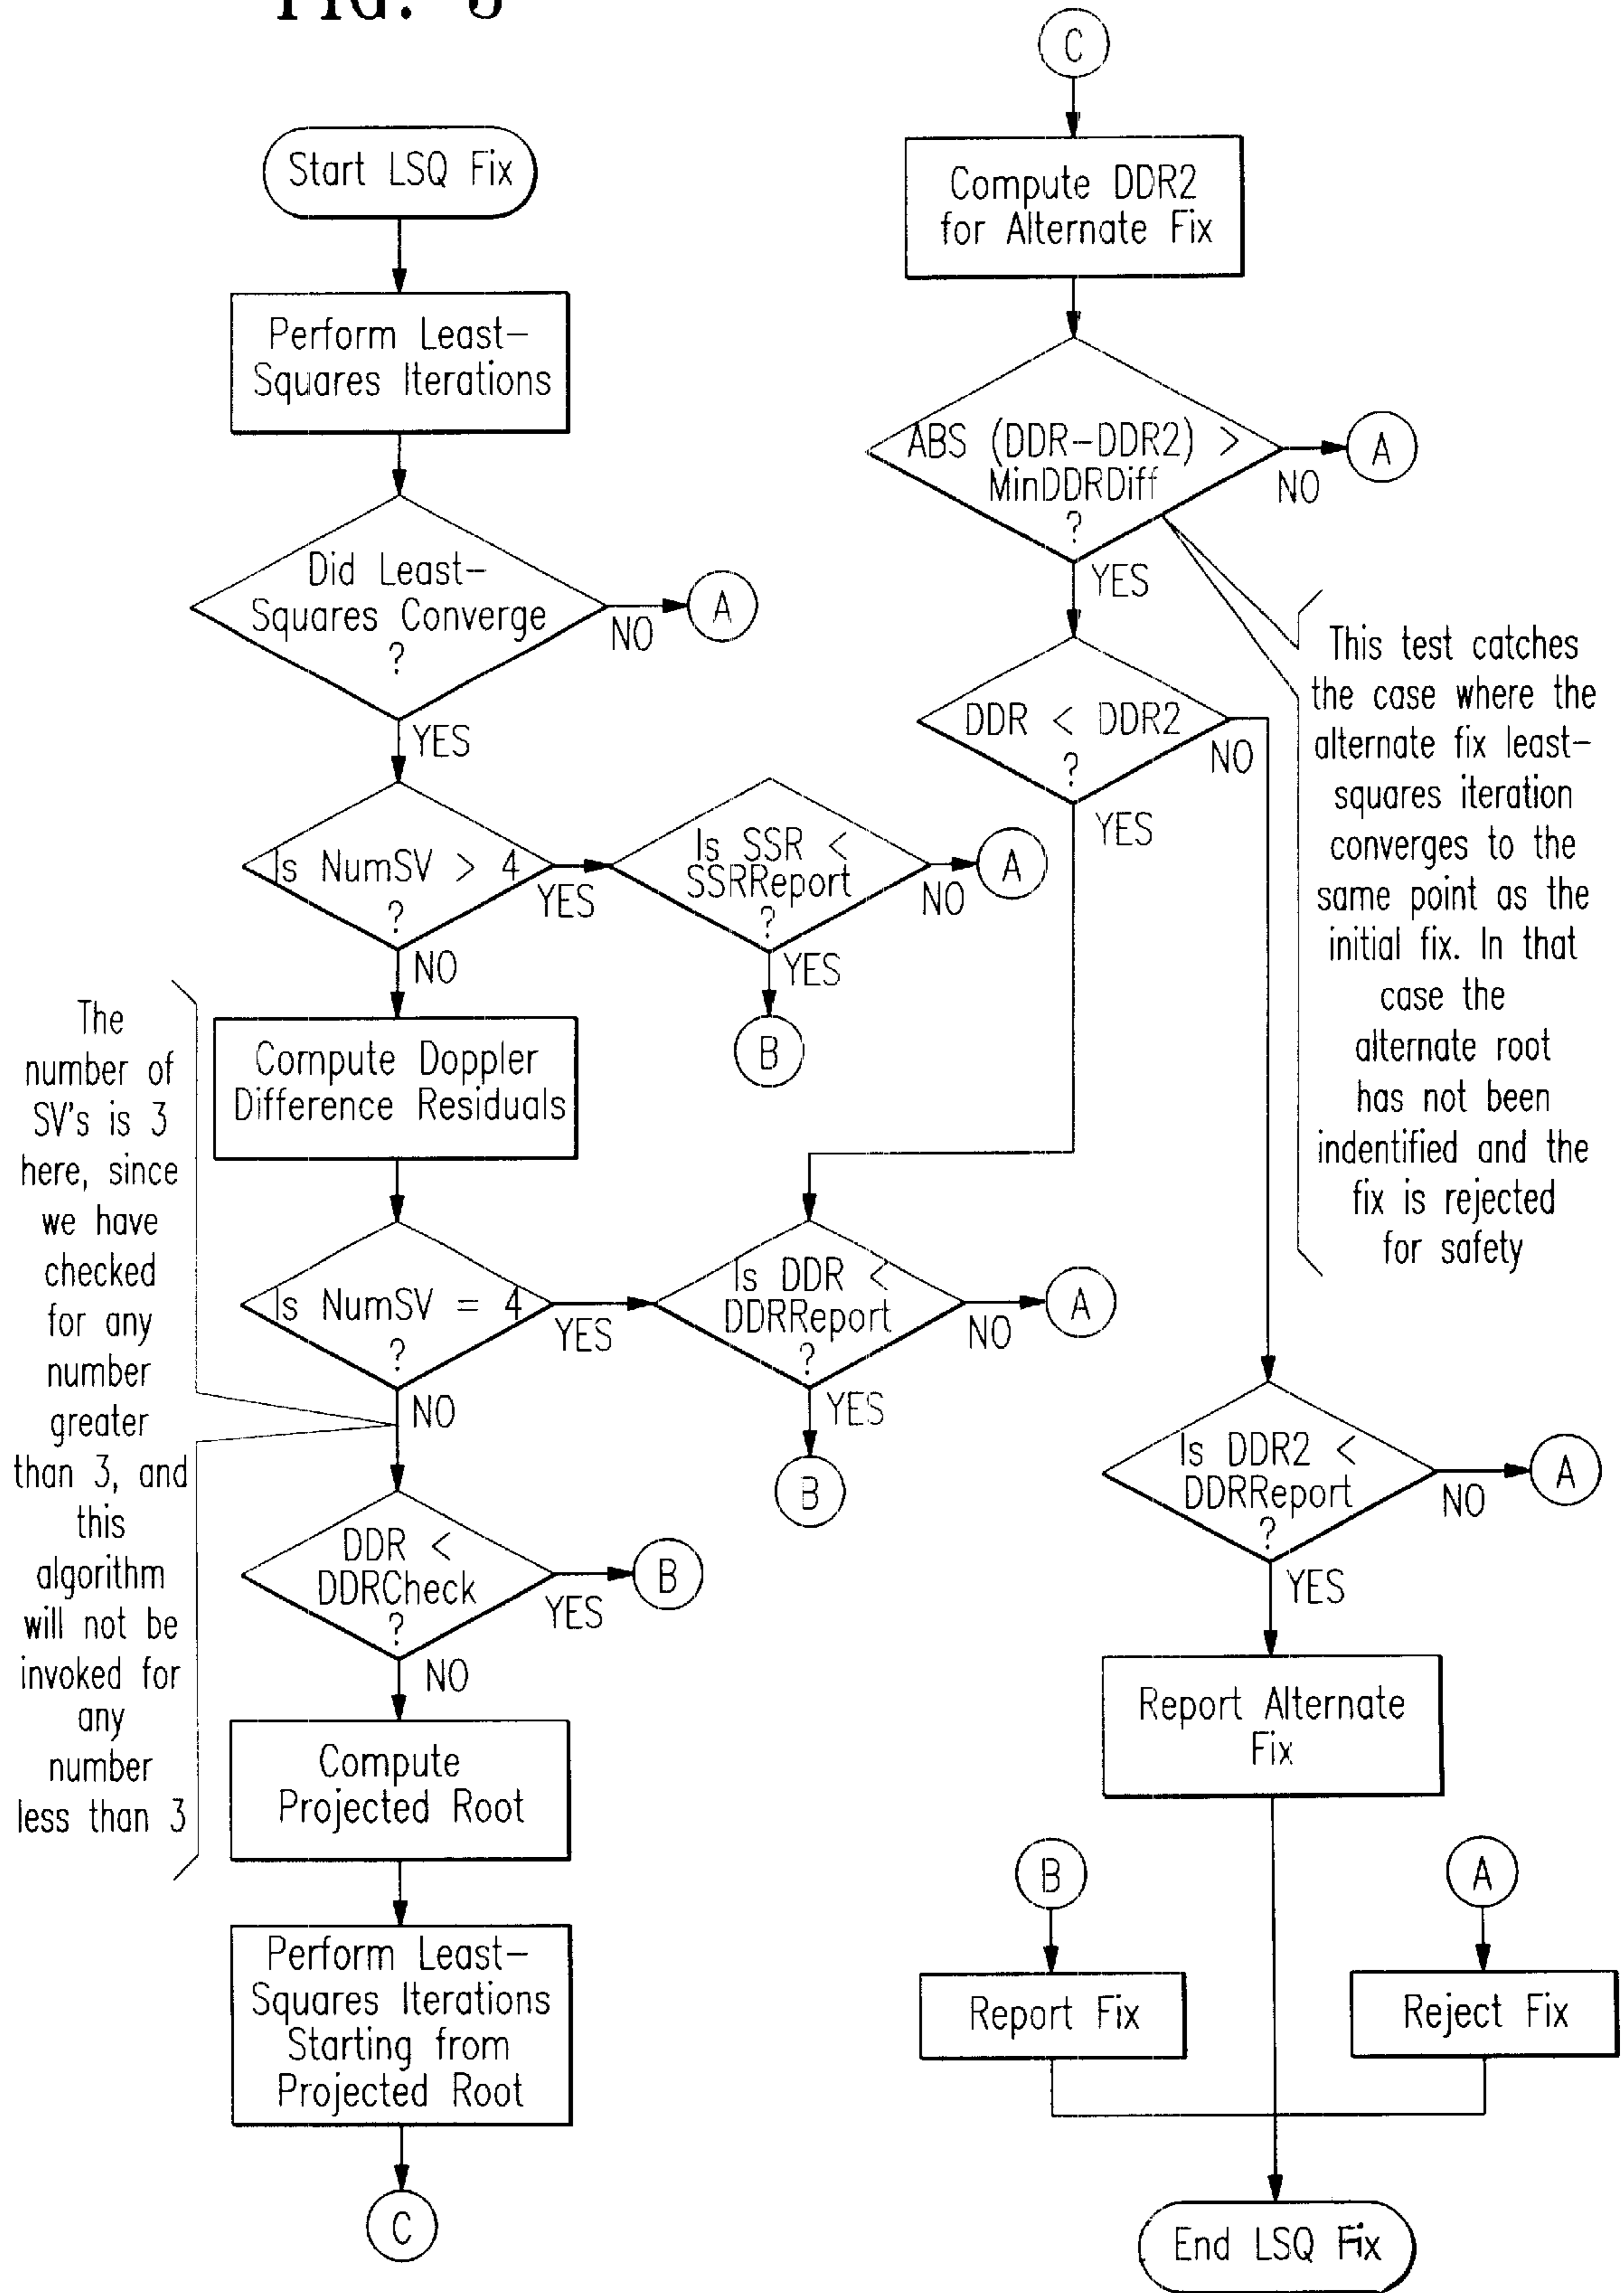 Start LSQ Fix
Perform Least-
Squares Iterations
Did Least-
Squares Converge
?
NO
A
YES
Is NumSV > 4
?
YES
Is SSR <
SSRReport
?
NO
A
YES
B
NO
Compute Doppler
Difference Residuals
Is NumSV = 4
?
YES
Is DDR <
DDRReport
?
NO
A
YES
B
NO
The
number of
SV's is 3
here, since
we have
checked
for any
number
greater
than 3, and
this
algorithm
will not be
invoked for
any
number
less than 3
DDR <
DDRCheck
?
YES
B
NO
Compute
Projected Root
Perform Least-
Squares Iterations
Starting from
Projected Root
C
C
Compute DDR2
for Alternate Fix
ABS (DDR-DDR2) >
MinDDRDiff
?
NO
A
YES
This test catches
the case where the
alternate fix least-
squares iteration
converges to the
same point as the
initial fix. In that
case the
alternate root
has not been
indentified and the
fix is rejected
for safety
DDR < DDR2
?
NO
YES
Is DDR2 <
DDRReport
?
NO
A
YES
Report Alternate
Fix
B
Report Fix
A
Reject Fix
End LSQ Fix